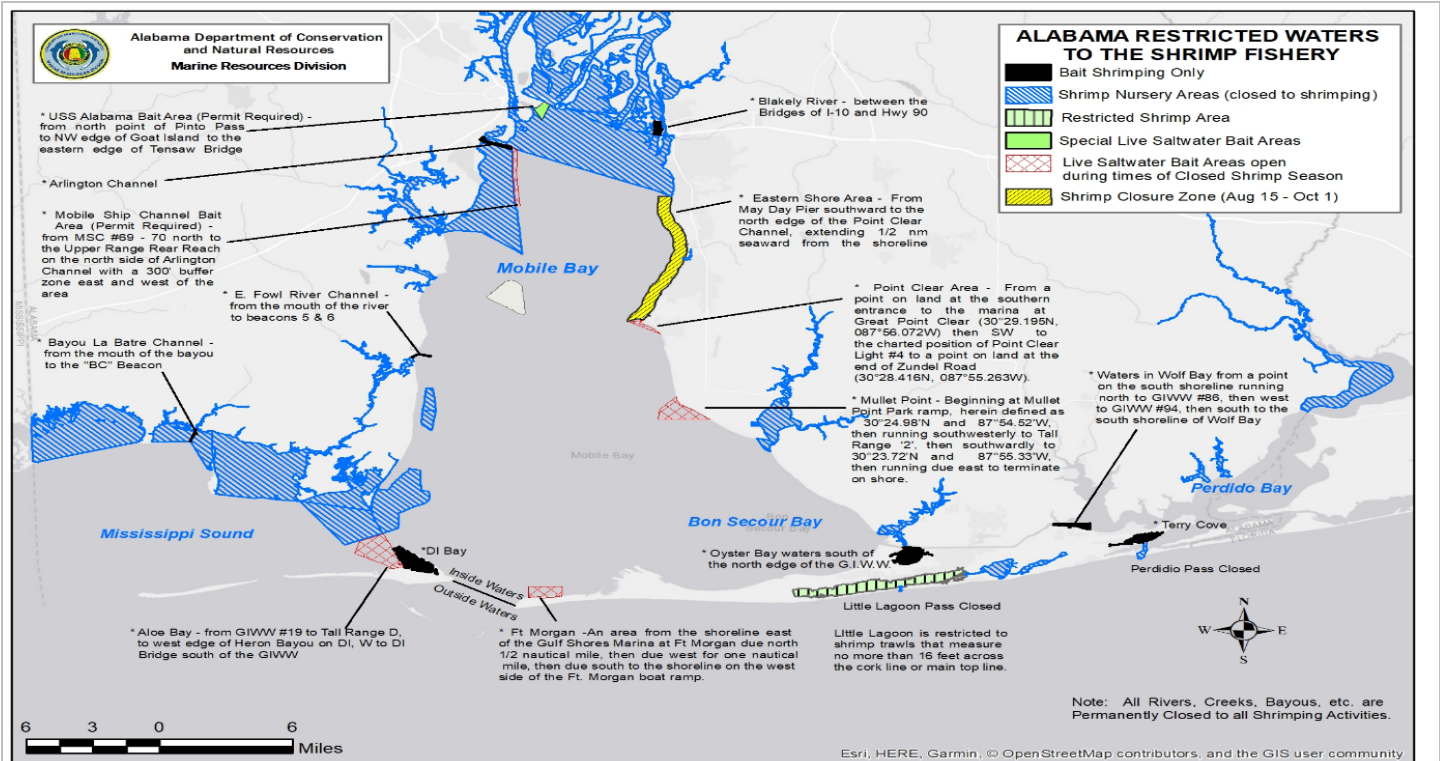 Alabama Department of Conservation
and Natural Resources
Marine Resources Division
ALABAMA RESTRICTED WATERS
TO THE SHRIMP FISHERY
Bait Shrimping Only
Shrimp Nursery Areas (closed to shrimping)
Restricted Shrimp Area
Special Live Saltwater Bait Areas
Live Saltwater Bait Areas open
during times of Closed Shrimp Season
Shrimp Closure Zone (Aug 15 - Oct 1)
* USS Alabama Bait Area (Permit Required) -
from north point of Pinto Pass
to NW edge of Goat Island to the
eastern edge of Tensaw Bridge
* Blakely River - between the
Bridges of I-10 and Hwy 90
* Arlington Channel
* Mobile Ship Channel Bait
Area (Permit Required) -
from MSC #69 - 70 north to
the Upper Range Rear Reach
on the north side of Arlington
Channel with a 300' buffer
zone east and west of the
area
* Eastern Shore Area - From
May Day Pier southward to the
north edge of the Point Clear
Channel, extending 1/2 nm
seaward from the shoreline
Mobile Bay
* E. Fowl River Channel -
from the mouth of the river
to beacons 5 & 6
ALABAMA
MISSISSIPPI
* Bayou La Batre Channel -
from the mouth of the bayou
to the "BC" Beacon
* Point Clear Area - From a
point on land at the southern
entrance to the marina at
Great Point Clear (30°29.195N,
087°56.072W) then SW to
the charted position of Point Clear
Light #4 to a point on land at the
end of Zundel Road
(30°28.416N, 087°55.263W).
* Waters in Wolf Bay from a point
on the south shoreline running
north to GIWW #86, then west
to GIWW #94, then south to the
south shoreline of Wolf Bay
* Mullet Point - Beginning at Mullet
Point Park ramp, herein defined as
30°24.98'N and 87°54.52'W,
then running southwesterly to Tall
Range '2', then southwardly to
30°23.72'N and 87°55.33'W,
then running due east to terminate
on shore.
Mobile Bay
Perdido Bay
Mississippi Sound
Bon Secour Bay
Bon
Secour Bay
* Terry Cove
ALABAMA
FLORIDA
*DI Bay
* Oyster Bay waters south of
the north edge of the G.I.W.W.
Perdidio Pass Closed
Inside Waters
Outside Waters
Little Lagoon Pass Closed
*Aloe Bay - from GIWW #19 to Tall Range D,
to west edge of Heron Bayou on DI, W to DI
Bridge south of the GIWW
* Ft Morgan -An area from the shoreline east
of the Gulf Shores Marina at Ft Morgan due north
1/2 nautical mile, then due west for one nautical
mile, then due south to the shoreline on the west
side of the Ft. Morgan boat ramp.
LIttle Lagoon is restricted to
shrimp trawls that measure
no more than 16 feet across
the cork line or main top line.
N
W E
S
Note: All Rivers, Creeks, Bayous, etc. are
Permanently Closed to all Shrimping Activities.
6 3 0 6
Miles
Esri, HERE, Garmin, © OpenStreetMap contributors, and the GIS user community